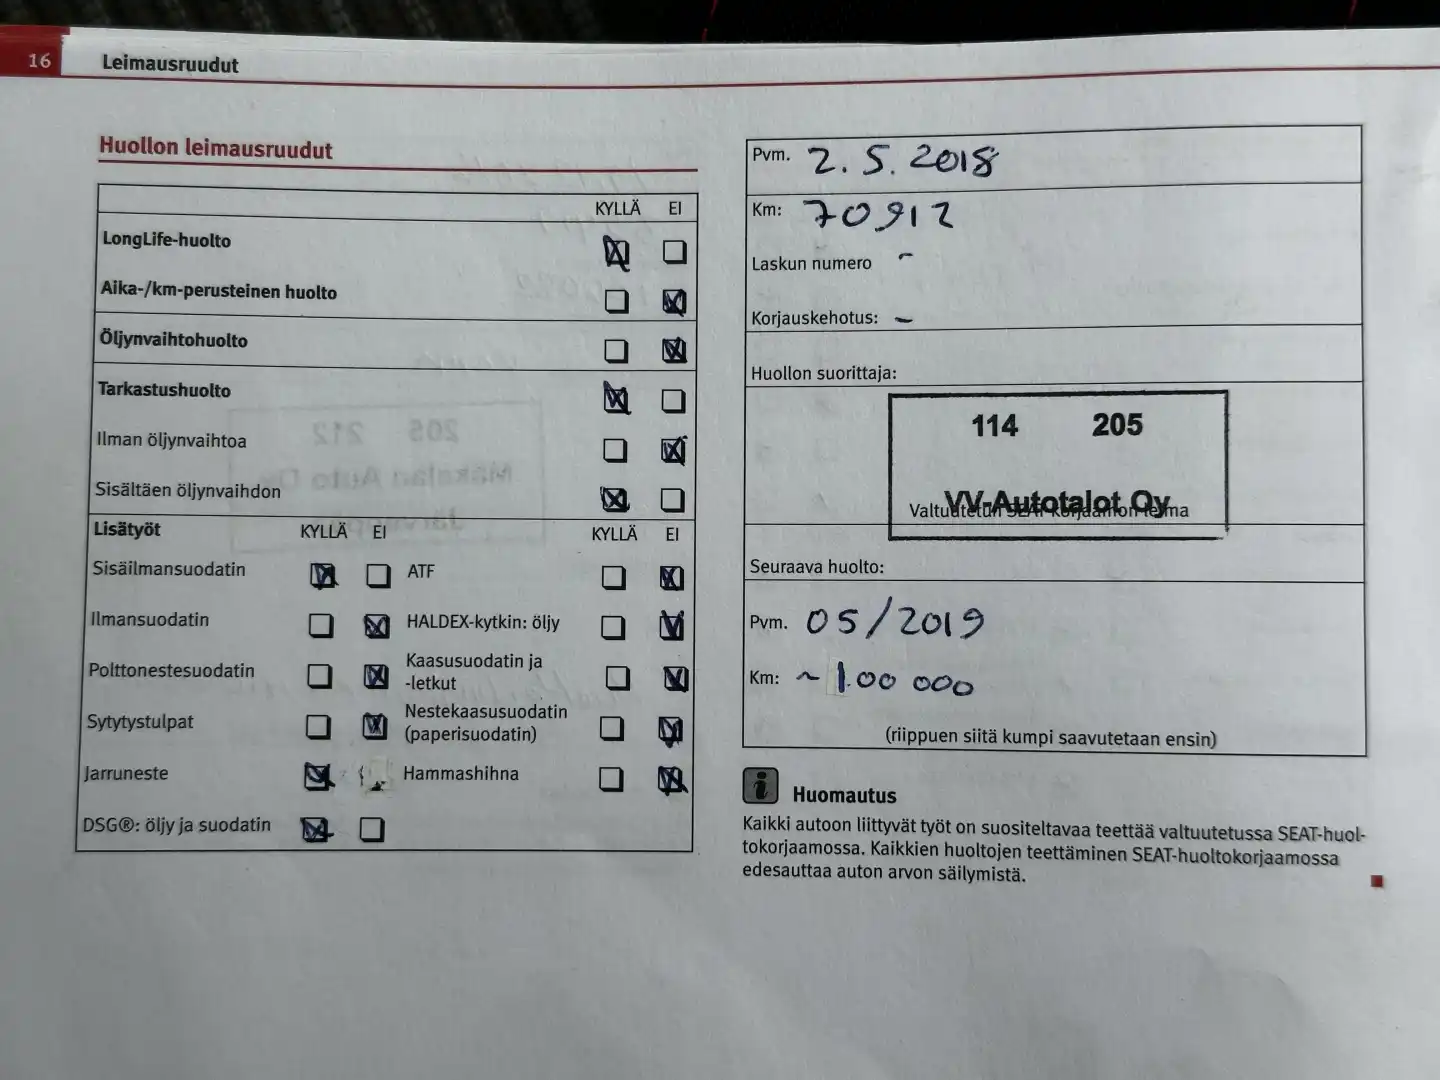 16 Leimausruudut
Huollon leimausruudut
KYLLÄ EI
LongLife-huolto
Aika-/km-perusteinen huolto
Öljynvaihtohuolto
Tarkastushuolto
Ilman öljynvaihtoa
Sisältäen öljynvaihdon
Lisätyöt KYLLÄ EI KYLLÄ EI
Sisäilmansuodatin ATF
Ilmansuodatin HALDEX-kytkin: öljy
Polttonestesuodatin Kaasusuodatin ja
-letkut
Sytytystulpat Nestekaasusuodatin
(paperisuodatin)
Jarruneste Hammashihna
DSG®: öljy ja suodatin
Pvm. 2.5.2018
Km: 70912
Laskun numero -
Korjauskehotus: -
Huollon suorittaja:
114 205
VV-Autotalot Oy
Valtuutetun SEAT-korjaamon leima
Seuraava huolto:
Pvm. 05/2019
Km: ~ 100 000
(riippuen siitä kumpi saavutetaan ensin)
Huomautus
Kaikki autoon liittyvät työt on suositeltavaa teettää valtuutetussa SEAT-huol-
tokorjaamossa. Kaikkien huoltojen teettäminen SEAT-huoltokorjaamossa
edesauttaa auton arvon säilymistä.